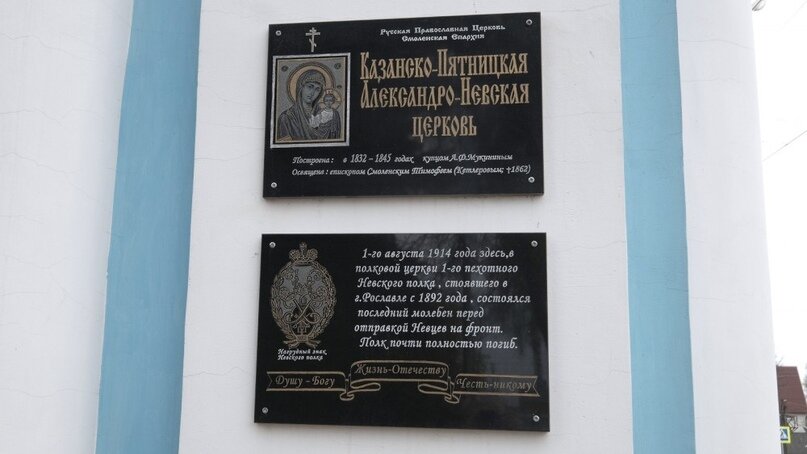 Русская Православная Церковь
Смоленская Епархия
Казанско-Пятницкая
Александро-Невская
церковь
Построена: в 1832 - 1845 годах купцом А.Ф.Мукининым
Освящена: епископом Смоленским Тимофеем (Кетлеровым; †1862)
1-го августа 1914 года здесь,в
полковой церкви 1-го пехотного
Невского полка, стоявшего в
г.Рославле с 1892 года, состоялся
последний молебен перед
отправкой Невцев на фронт.
Полк почти полностью погиб.
Нагрудный знак
Невского полка
Душу - Богу
Жизнь-Отечеству
Честь-никому